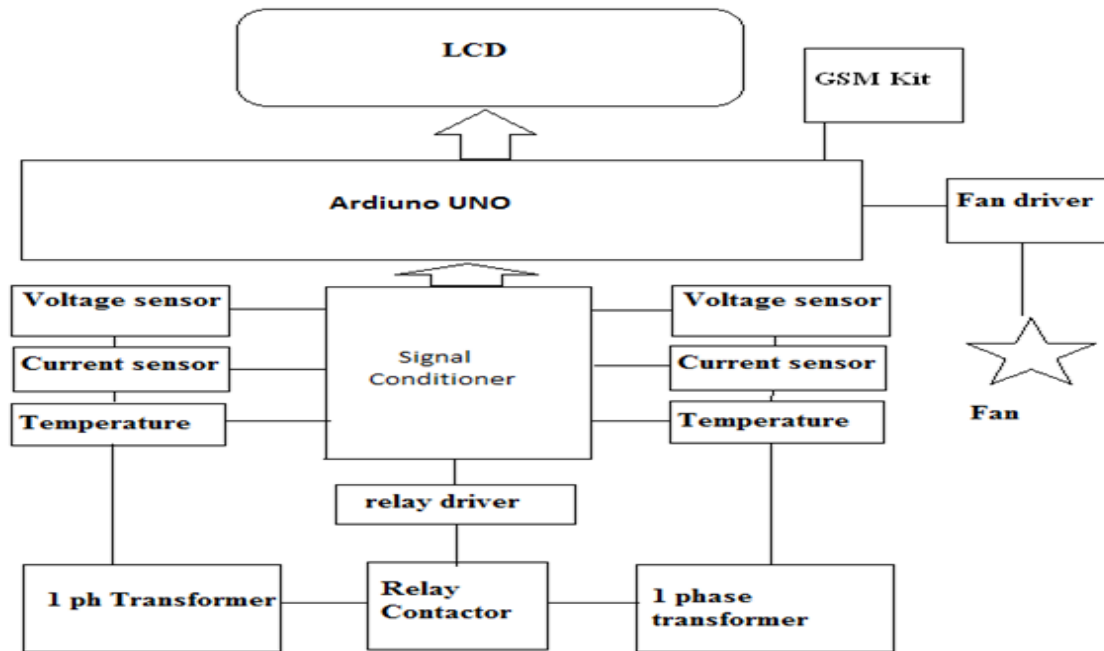 LCD
GSM Kit
Ardiuno UNO
Fan driver
Voltage sensor
Current sensor
Temperature
Signal
Conditioner
Voltage sensor
Current sensor
Temperature
Fan
relay driver
1 ph Transformer
Relay
Contactor
1 phase
transformer